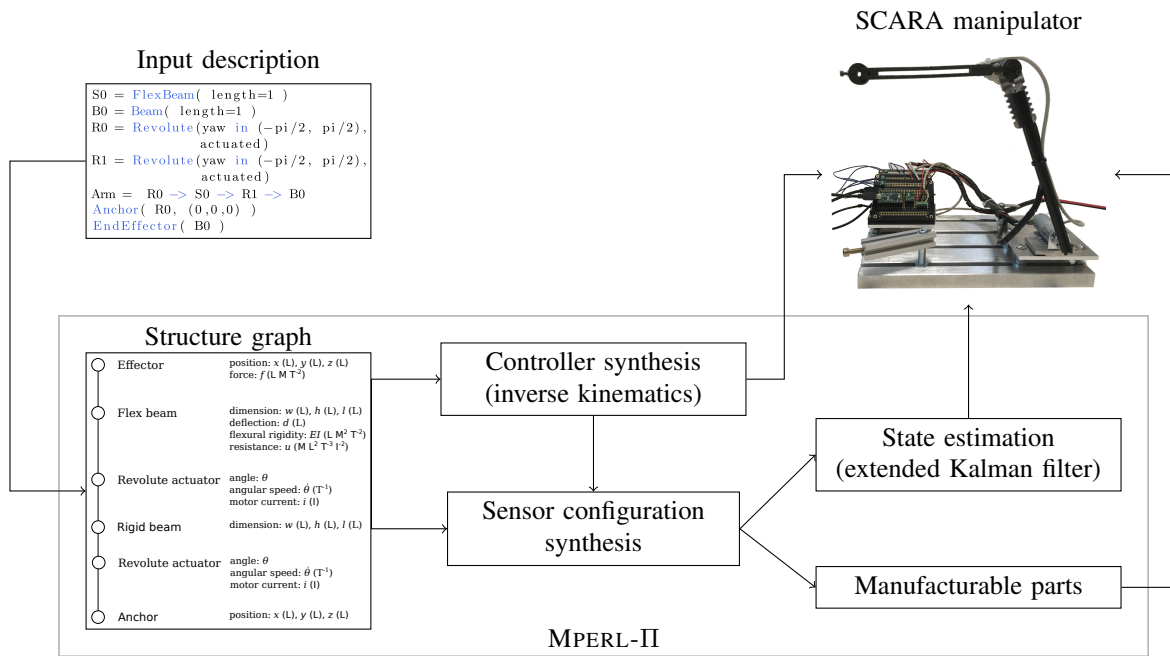 SCARA manipulator
Input description
S0 = FlexBeam( length=1 )
B0 = Beam( length=1 )
R0 = Revolute(yaw in (-pi/2, pi/2),
actuated)
R1 = Revolute(yaw in (-pi/2, pi/2),
actuated)
Arm = R0 -> S0 -> R1 -> B0
Anchor( R0, (0,0,0) )
EndEffector( B0 )
Structure graph
Effector
position: x (L), y (L), z (L)
force: f (L M T⁻²)
Flex beam
dimension: w (L), h (L), l (L)
deflection: d (L)
flexural rigidity: EI (L M² T⁻²)
resistance: u (M L² T⁻³ I⁻²)
Revolute actuator
angle: θ
angular speed: θ̇ (T⁻¹)
motor current: i (I)
Rigid beam
dimension: w (L), h (L), l (L)
Revolute actuator
angle: θ
angular speed: θ̇ (T⁻¹)
motor current: i (I)
Anchor
position: x (L), y (L), z (L)
Controller synthesis
(inverse kinematics)
Sensor configuration
synthesis
State estimation
(extended Kalman filter)
Manufacturable parts
MPERL-Π